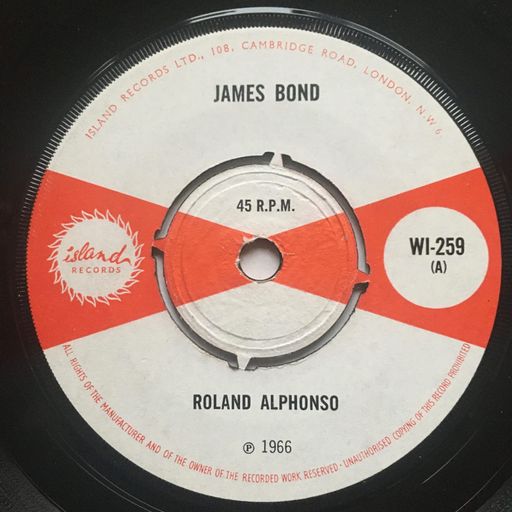 ISLAND RECORDS LTD., 108, CAMBRIDGE ROAD, LONDON. N.W.6
JAMES BOND
45 R.P.M.
island
RECORDS
WI-259
(A)
ROLAND ALPHONSO
℗ 1966
ALL RIGHTS OF THE MANUFACTURER AND OF THE OWNER OF THE RECORDED WORK RESERVED - UNAUTHORISED COPYING OF THIS RECORD PROHIBITED